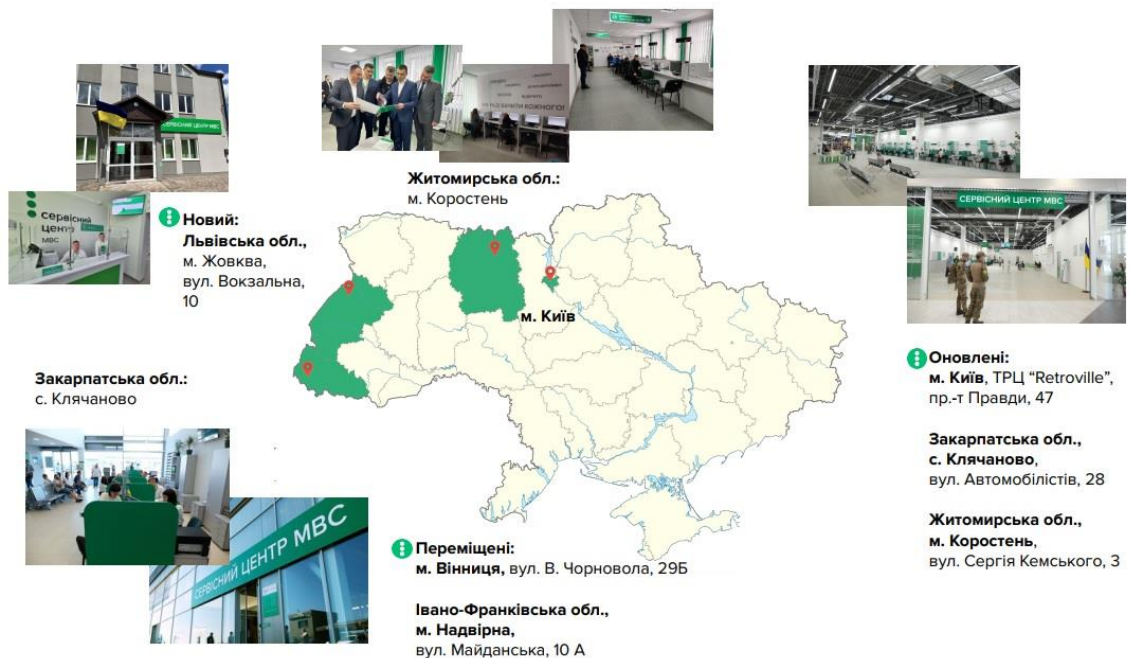 СЕРВІСНИЙ ЦЕНТР МВС
сервісний
центр
МВС
Новий:
Львівська обл.,
м. Жовква,
вул. Вокзальна,
10
КОЖНОГО!
Житомирська обл.:
м. Коростень
м. Київ
СЕРВІСНИЙ ЦЕНТР МВС
Оновлені:
м. Київ, ТРЦ “Retroville”,
пр.-т Правди, 47
Закарпатська обл.,
с. Клячаново,
вул. Автомобілістів, 28
Житомирська обл.,
м. Коростень,
вул. Сергія Кемського, 3
Закарпатська обл.:
с. Клячаново
СЕРВІСНИЙ ЦЕНТР МВС
Переміщені:
м. Вінниця, вул. В. Чорновола, 29Б
Івано-Франківська обл.,
м. Надвірна,
вул. Майданська, 10 А